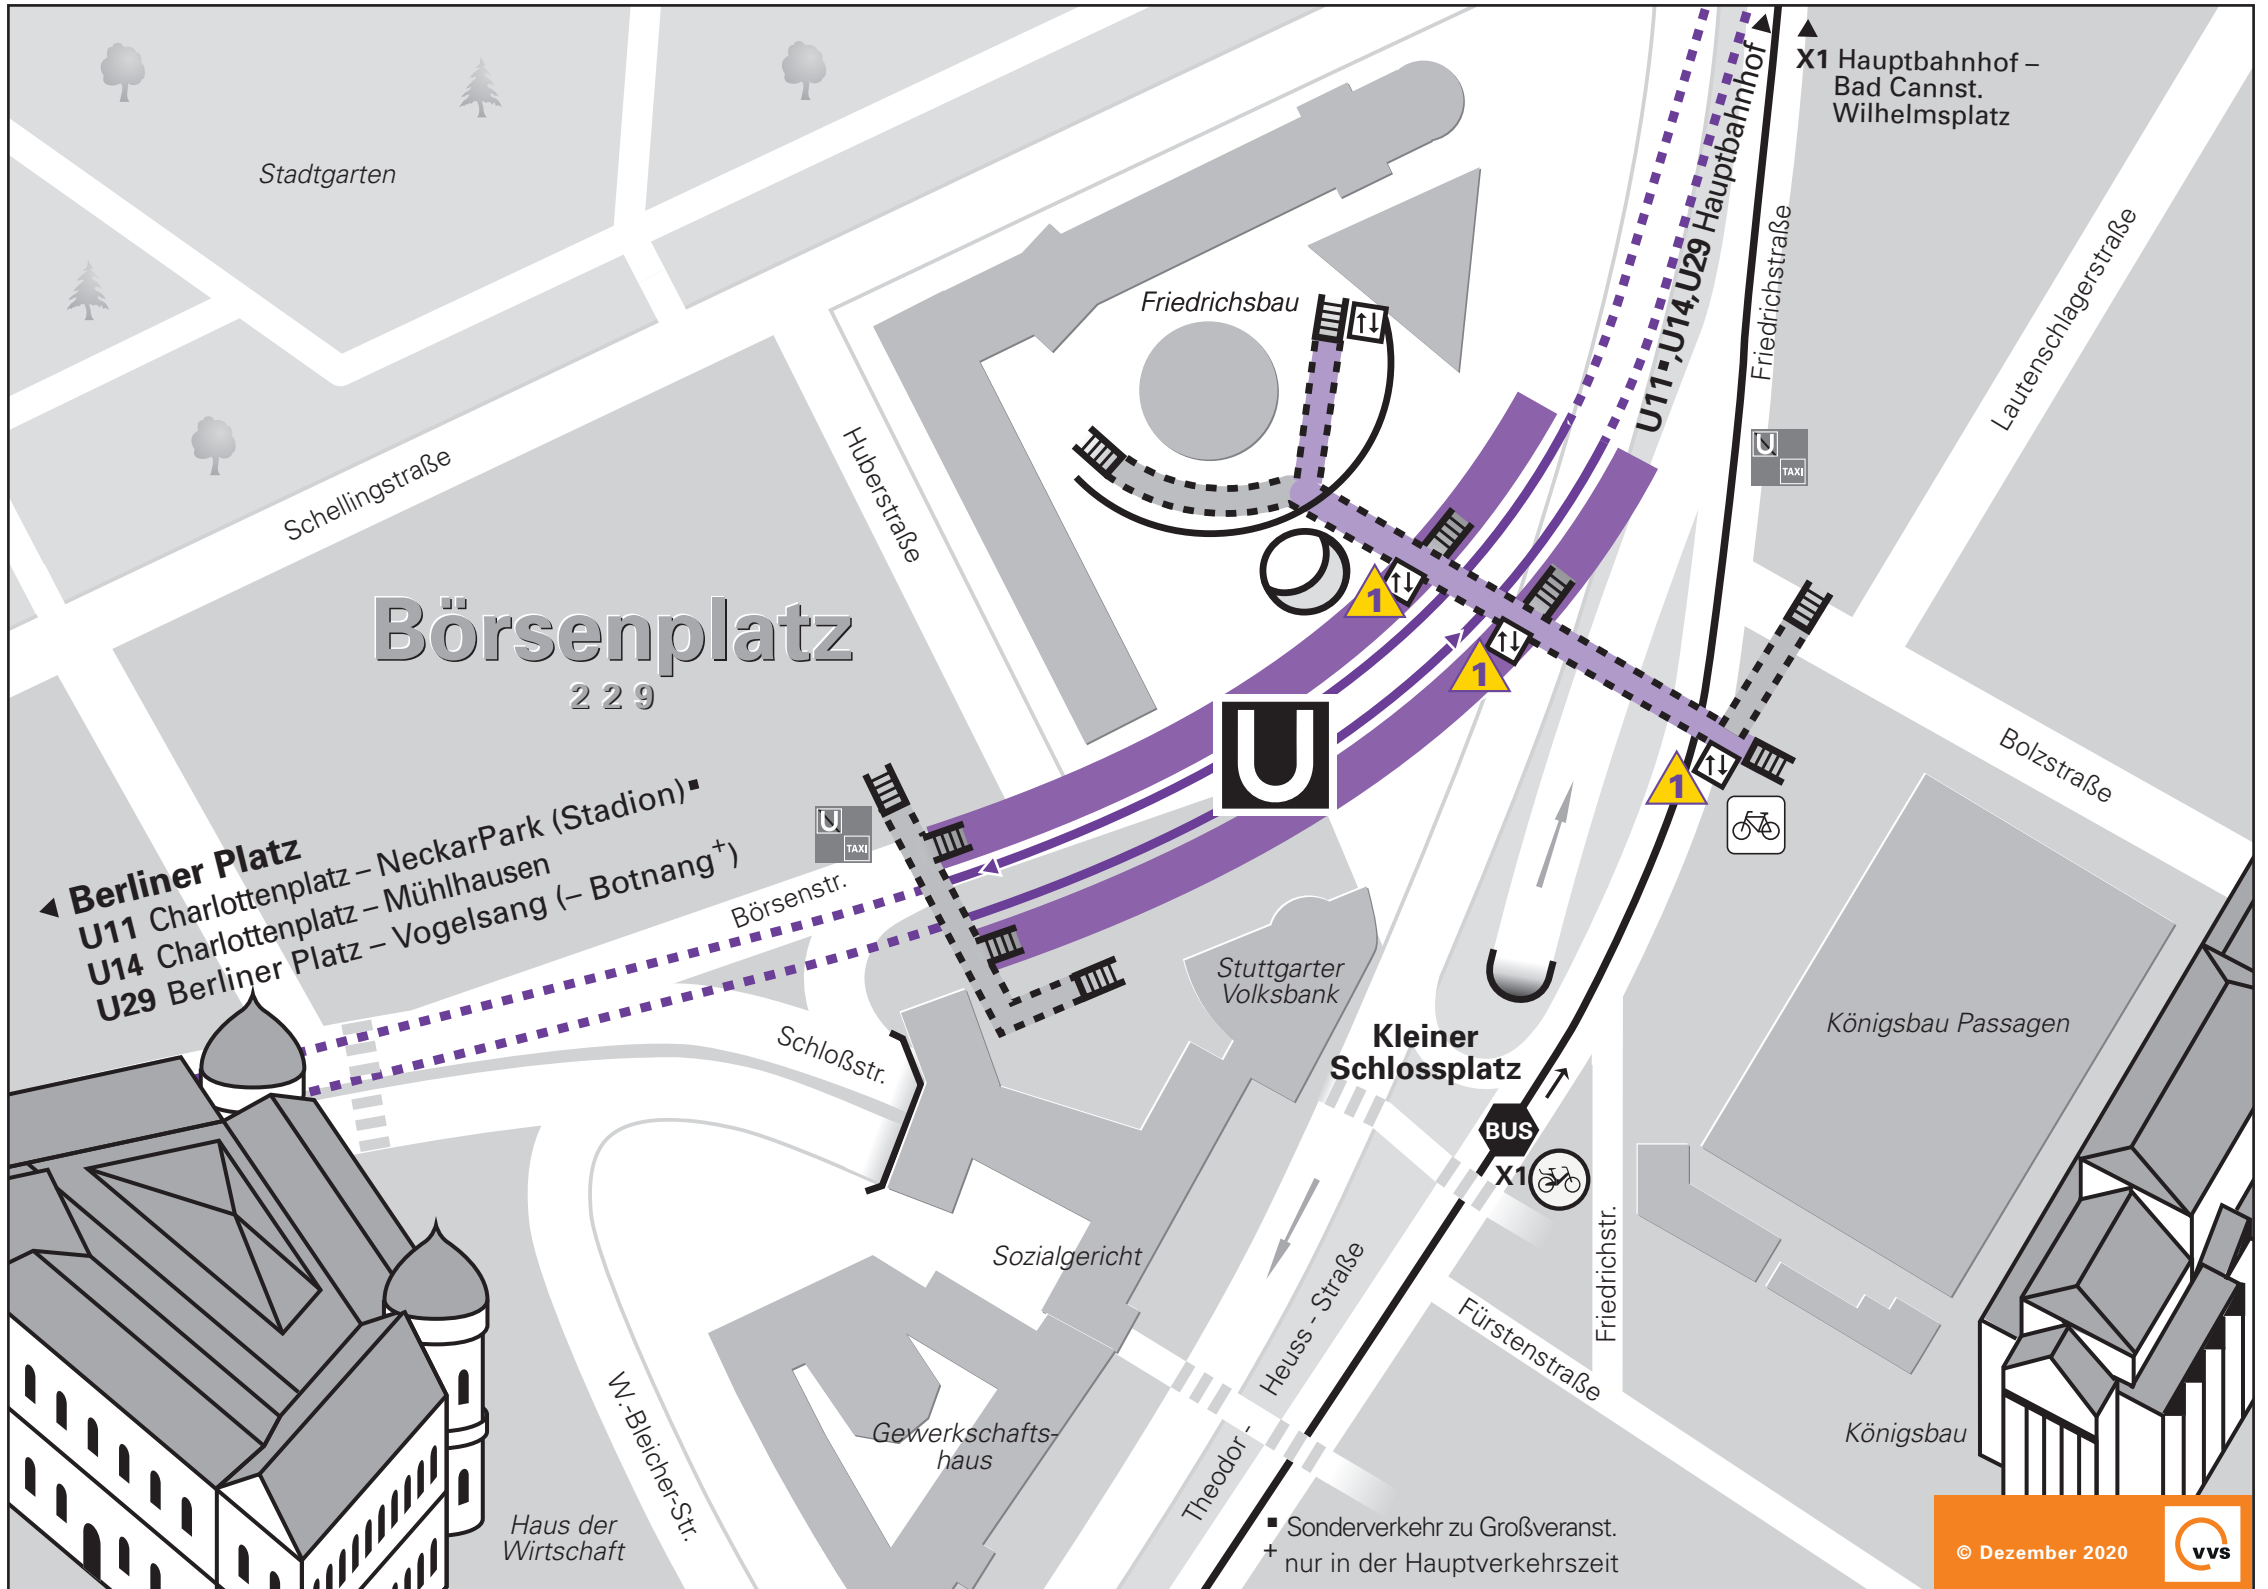 X1 Hauptbahnhof –
Bad Cannst.
Wilhelmsplatz
U11▪,U14,U29 Hauptbahnhof
Stadtgarten
Friedrichstraße
Lautenschlagerstraße
Friedrichsbau
Schellingstraße
Huberstraße
U
TAXI
Börsenplatz
229
1
1
1
U
Bolzstraße
◄ Berliner Platz
U11 Charlottenplatz – NeckarPark (Stadion)▪
U14 Charlottenplatz – Mühlhausen
U29 Berliner Platz – Vogelsang (– Botnang+)
U
TAXI
Börsenstr.
Stuttgarter
Volksbank
Königsbau Passagen
Schloßstr.
Kleiner
Schlossplatz
BUS
X1
Sozialgericht
Friedrichstr.
Theodor - Heuss - Straße
Fürstenstraße
W.-Bleicher-Str.
Gewerkschafts-
haus
Königsbau
Haus der
Wirtschaft
▪ Sonderverkehr zu Großveranst.
+ nur in der Hauptverkehrszeit
© Dezember 2020
vvs